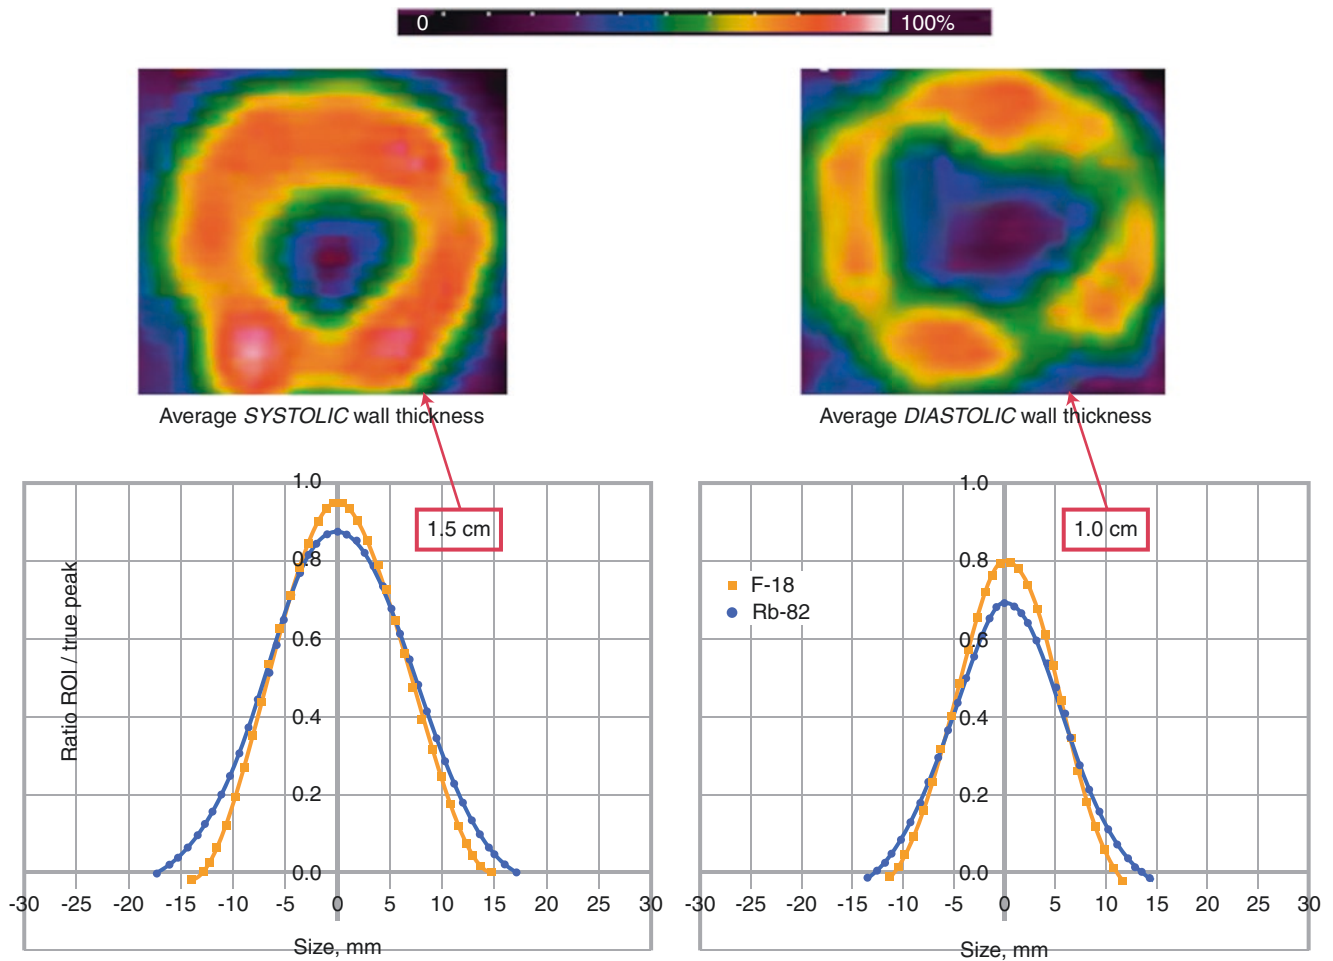 0 100%
Average SYSTOLIC wall thickness
Average DIASTOLIC wall thickness
1.0
0.8
0.6
0.4
0.2
0.0
1.5 cm
Ratio ROI / true peak
-30 -25 -20 -15 -10 -5 0 5 10 15 20 25 30
Size, mm
1.0
0.8
0.6
0.4
0.2
0.0
1.0 cm
F-18
Rb-82
-30 -25 -20 -15 -10 -5 0 5 10 15 20 25 30
Size, mm